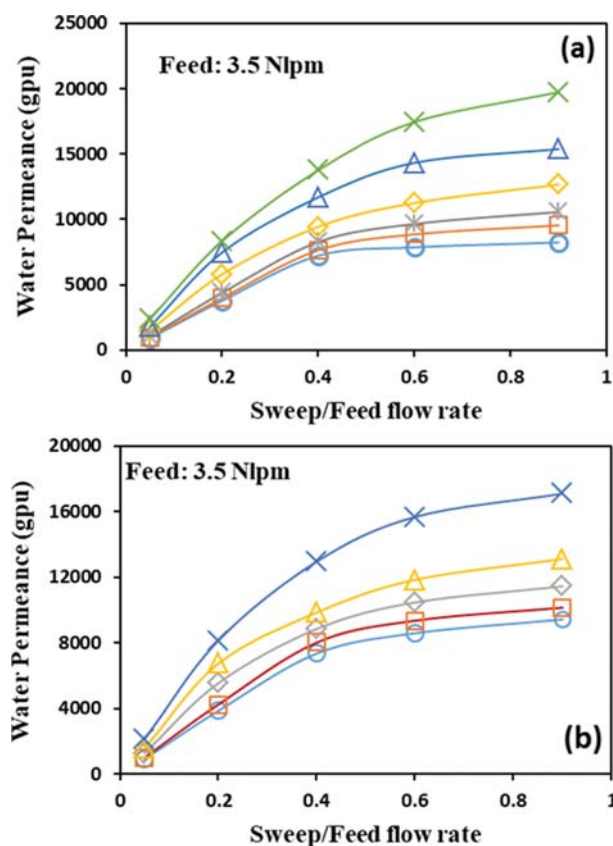 25000
(a)
Feed: 3.5 Nlpm
20000
15000
10000
5000
0
Water Permeance (gpu)
0 0.2 0.4 0.6 0.8 1
Sweep/Feed flow rate
20000
Feed: 3.5 Nlpm
16000
12000
8000
4000
0
Water Permeance (gpu)
(b)
0 0.2 0.4 0.6 0.8 1
Sweep/Feed flow rate